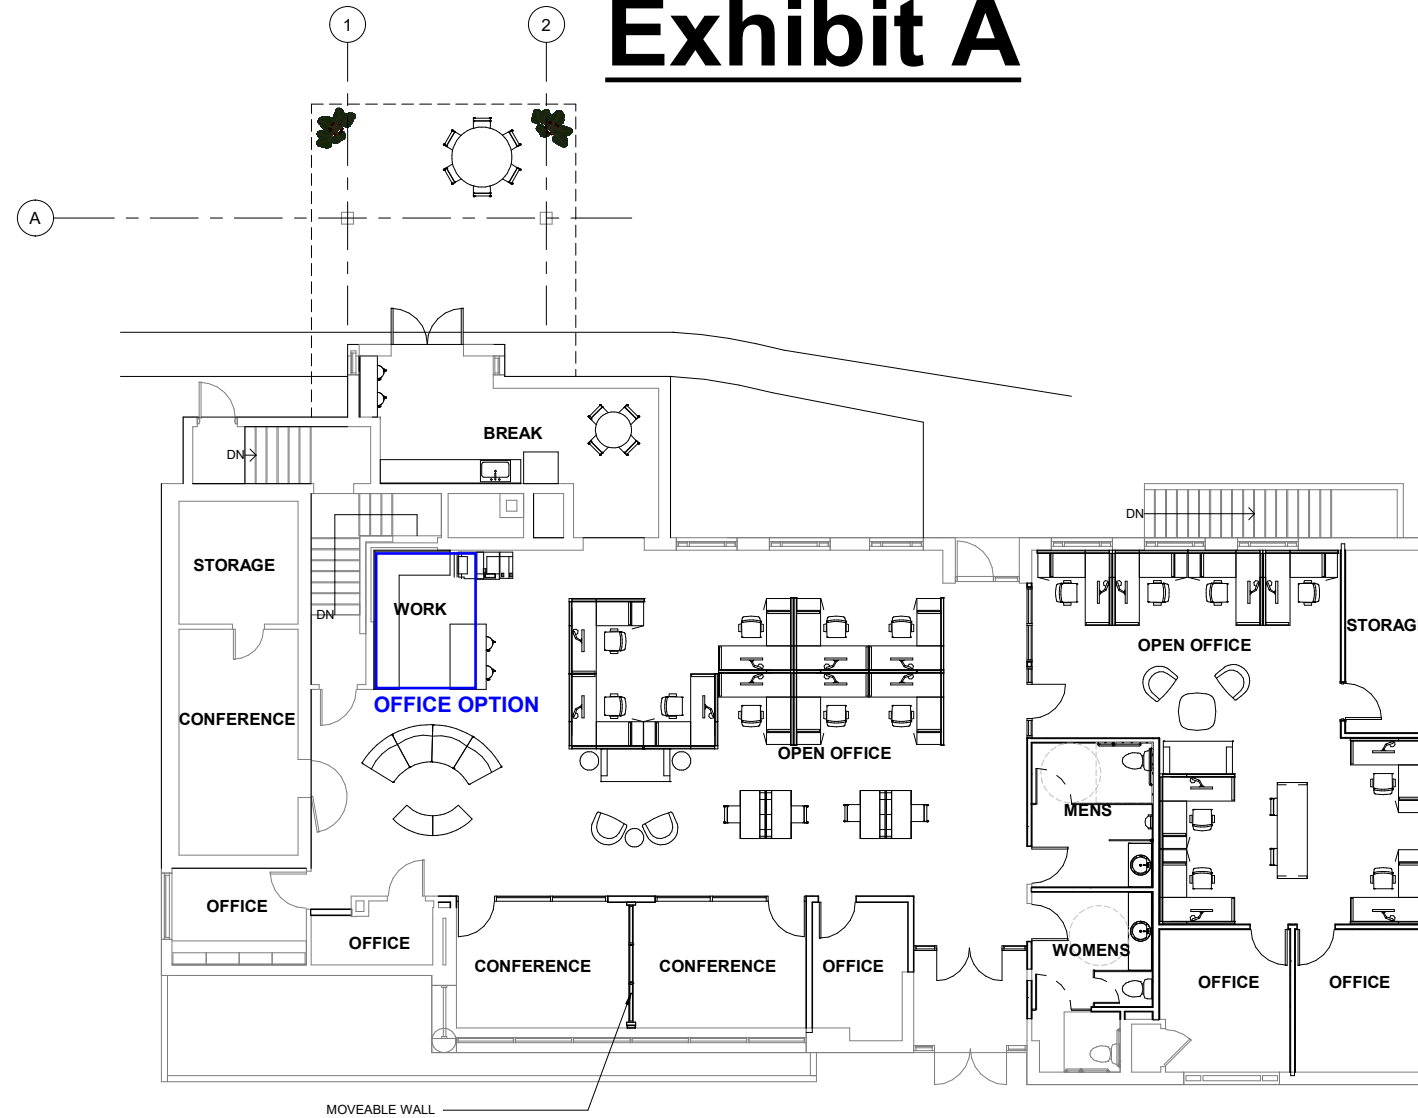 Exhibit A
1
2
A
BREAK
DN
DN
STORAGE
WORK
DN
OPEN OFFICE
STORAG
OFFICE OPTION
CONFERENCE
OPEN OFFICE
MENS
OFFICE
OFFICE
WOMENS
CONFERENCE
CONFERENCE
OFFICE
OFFICE
OFFICE
MOVEABLE WALL